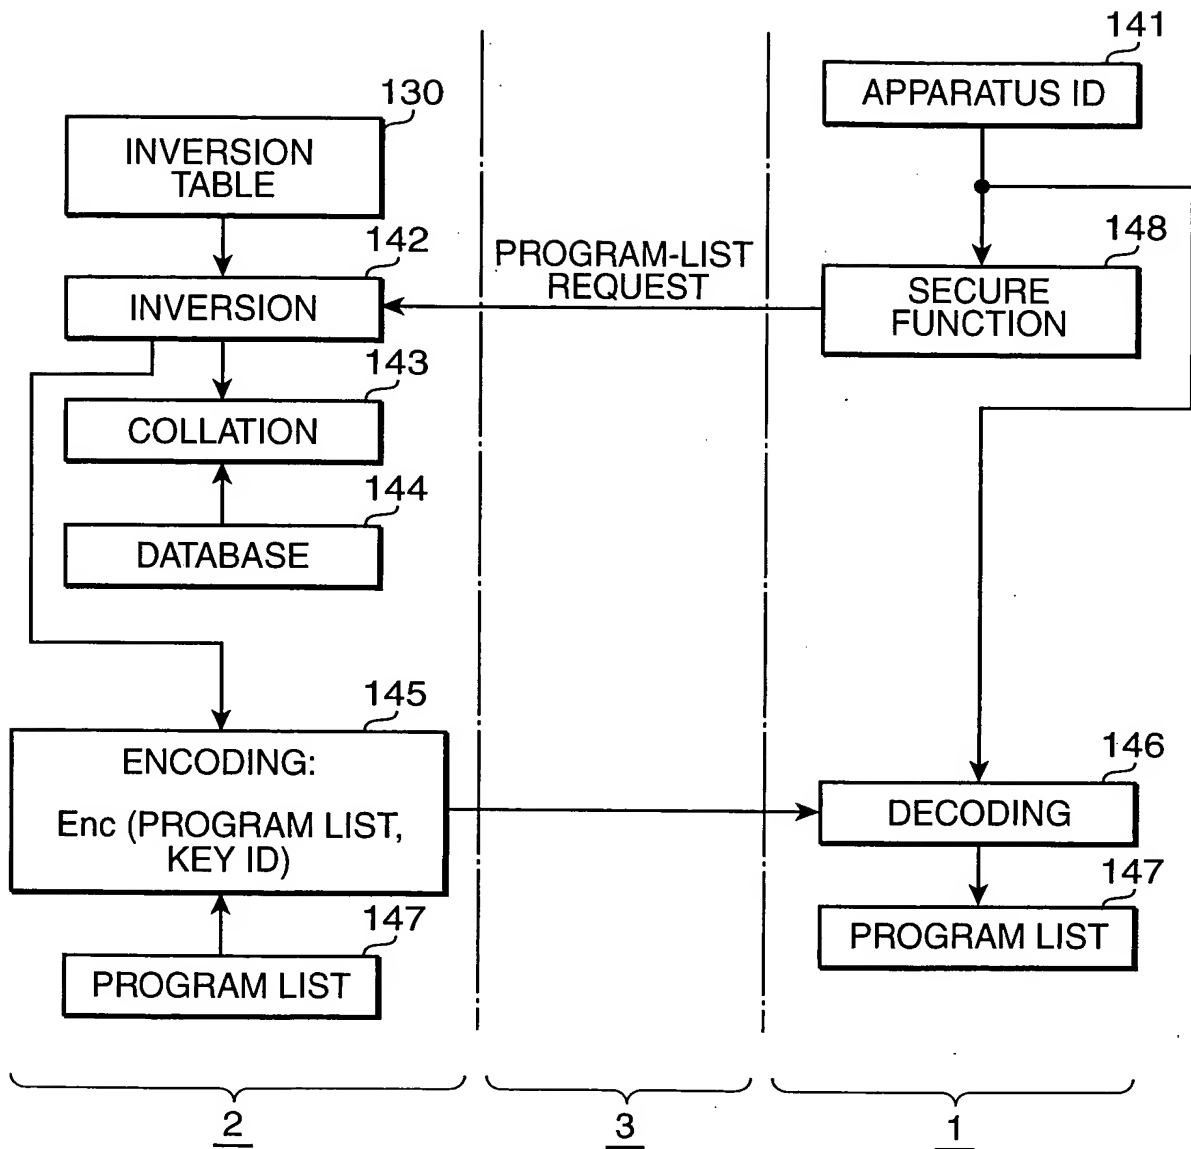 141
APPARATUS ID
130
INVERSION
TABLE
142
INVERSION
PROGRAM-LIST
REQUEST
148
SECURE
FUNCTION
143
COLLATION
144
DATABASE
145
ENCODING:
Enc (PROGRAM LIST,
KEY ID)
146
DECODING
147
PROGRAM LIST
147
PROGRAM LIST
2
3
1